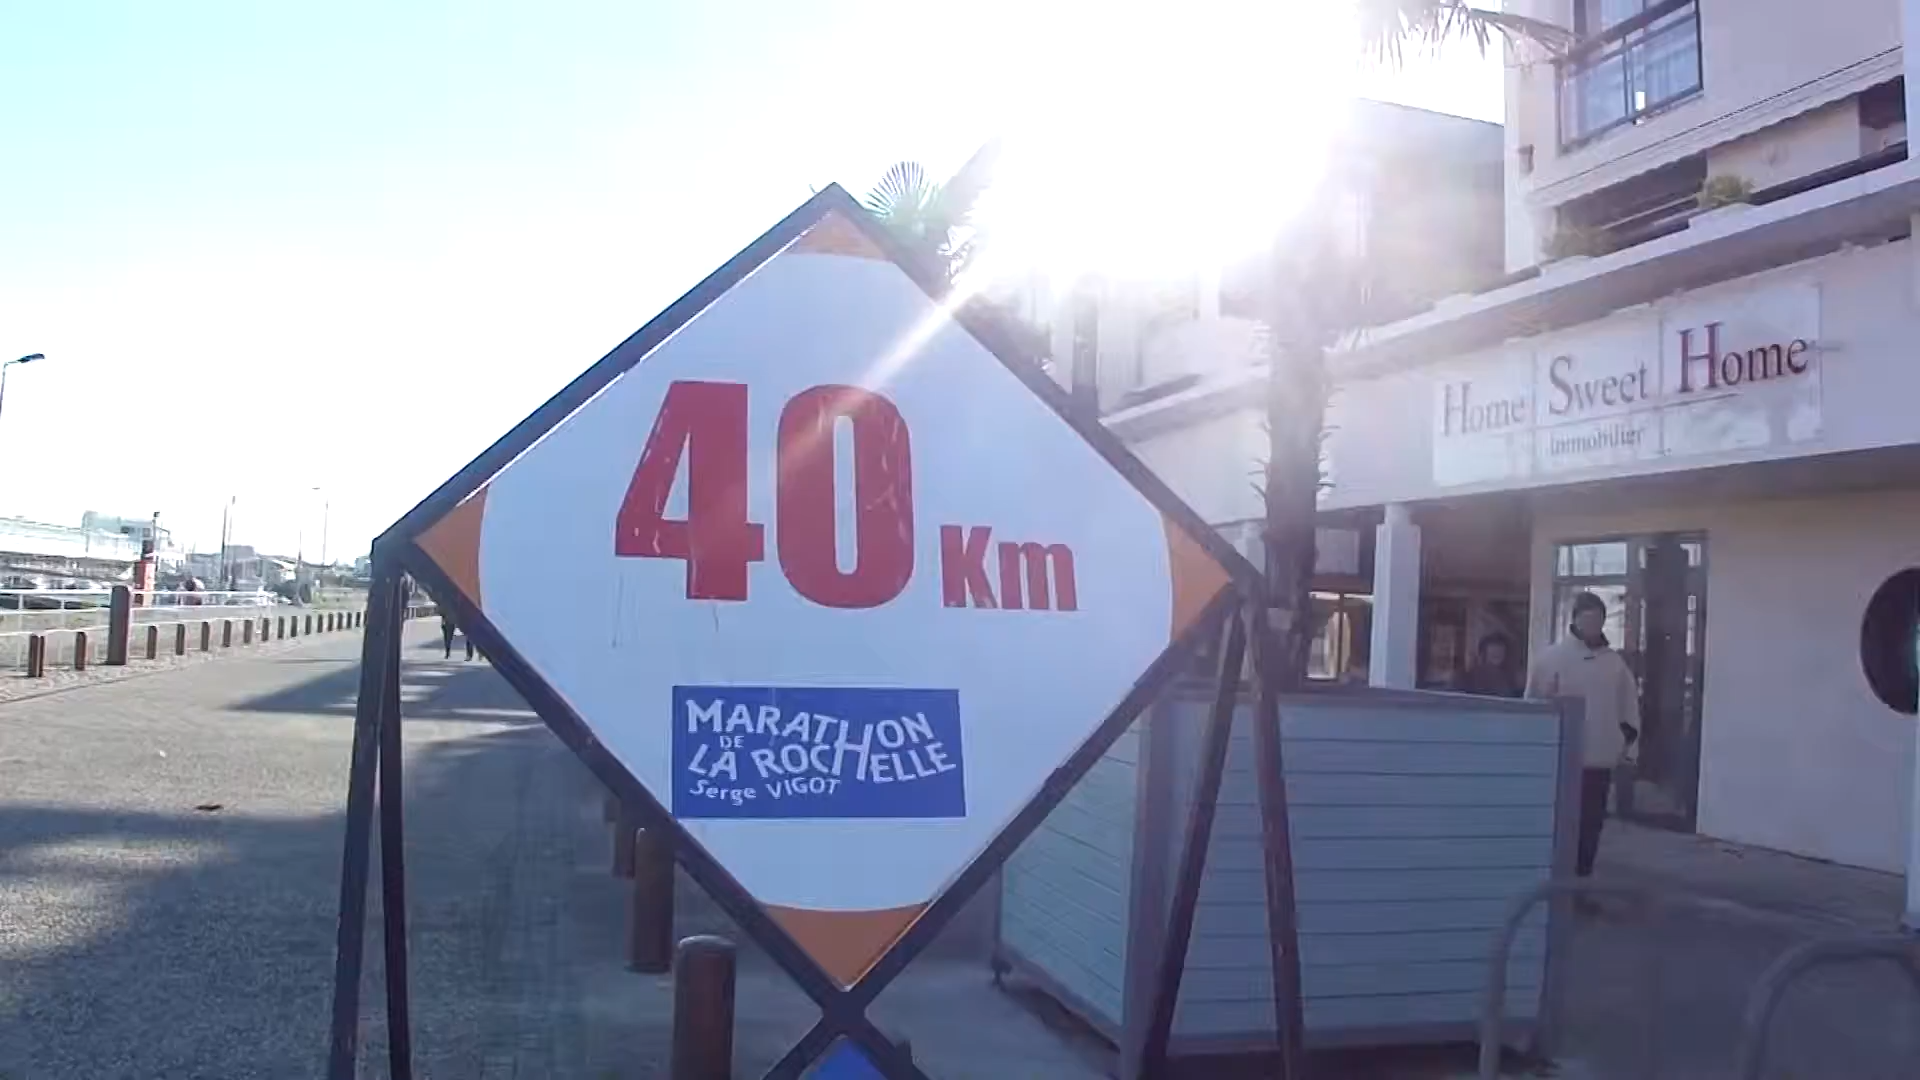 40 Km
MARATHON
DE
LA ROCHELLE
Serge VIGOT
Home Sweet Home
immobilier